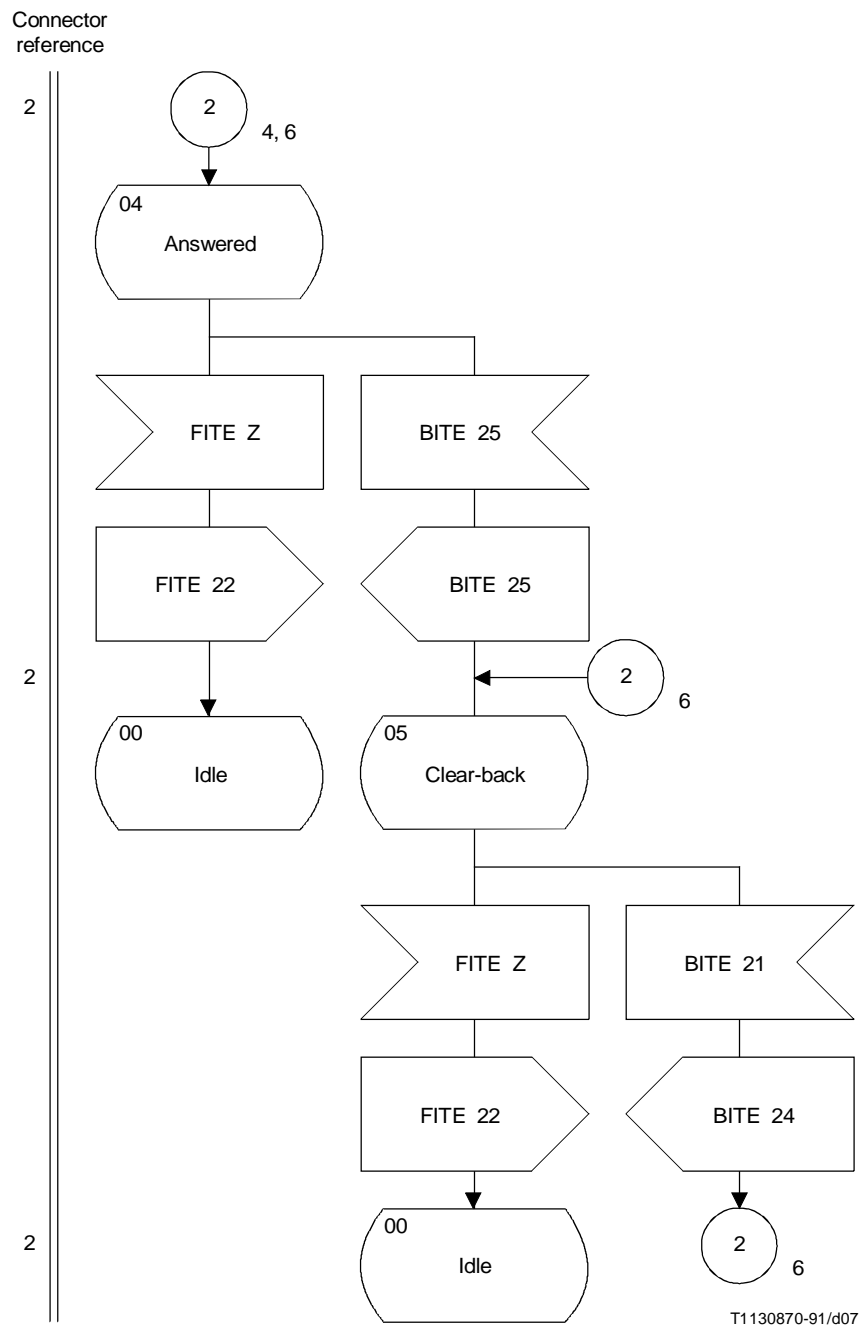 Connector
reference
2
2
4, 6
04
Answered
FITE Z
BITE 25
FITE 22
BITE 25
2
2
6
00
Idle
05
Clear-back
FITE Z
BITE 21
FITE 22
BITE 24
2
00
Idle
2
6
T1130870-91/d07